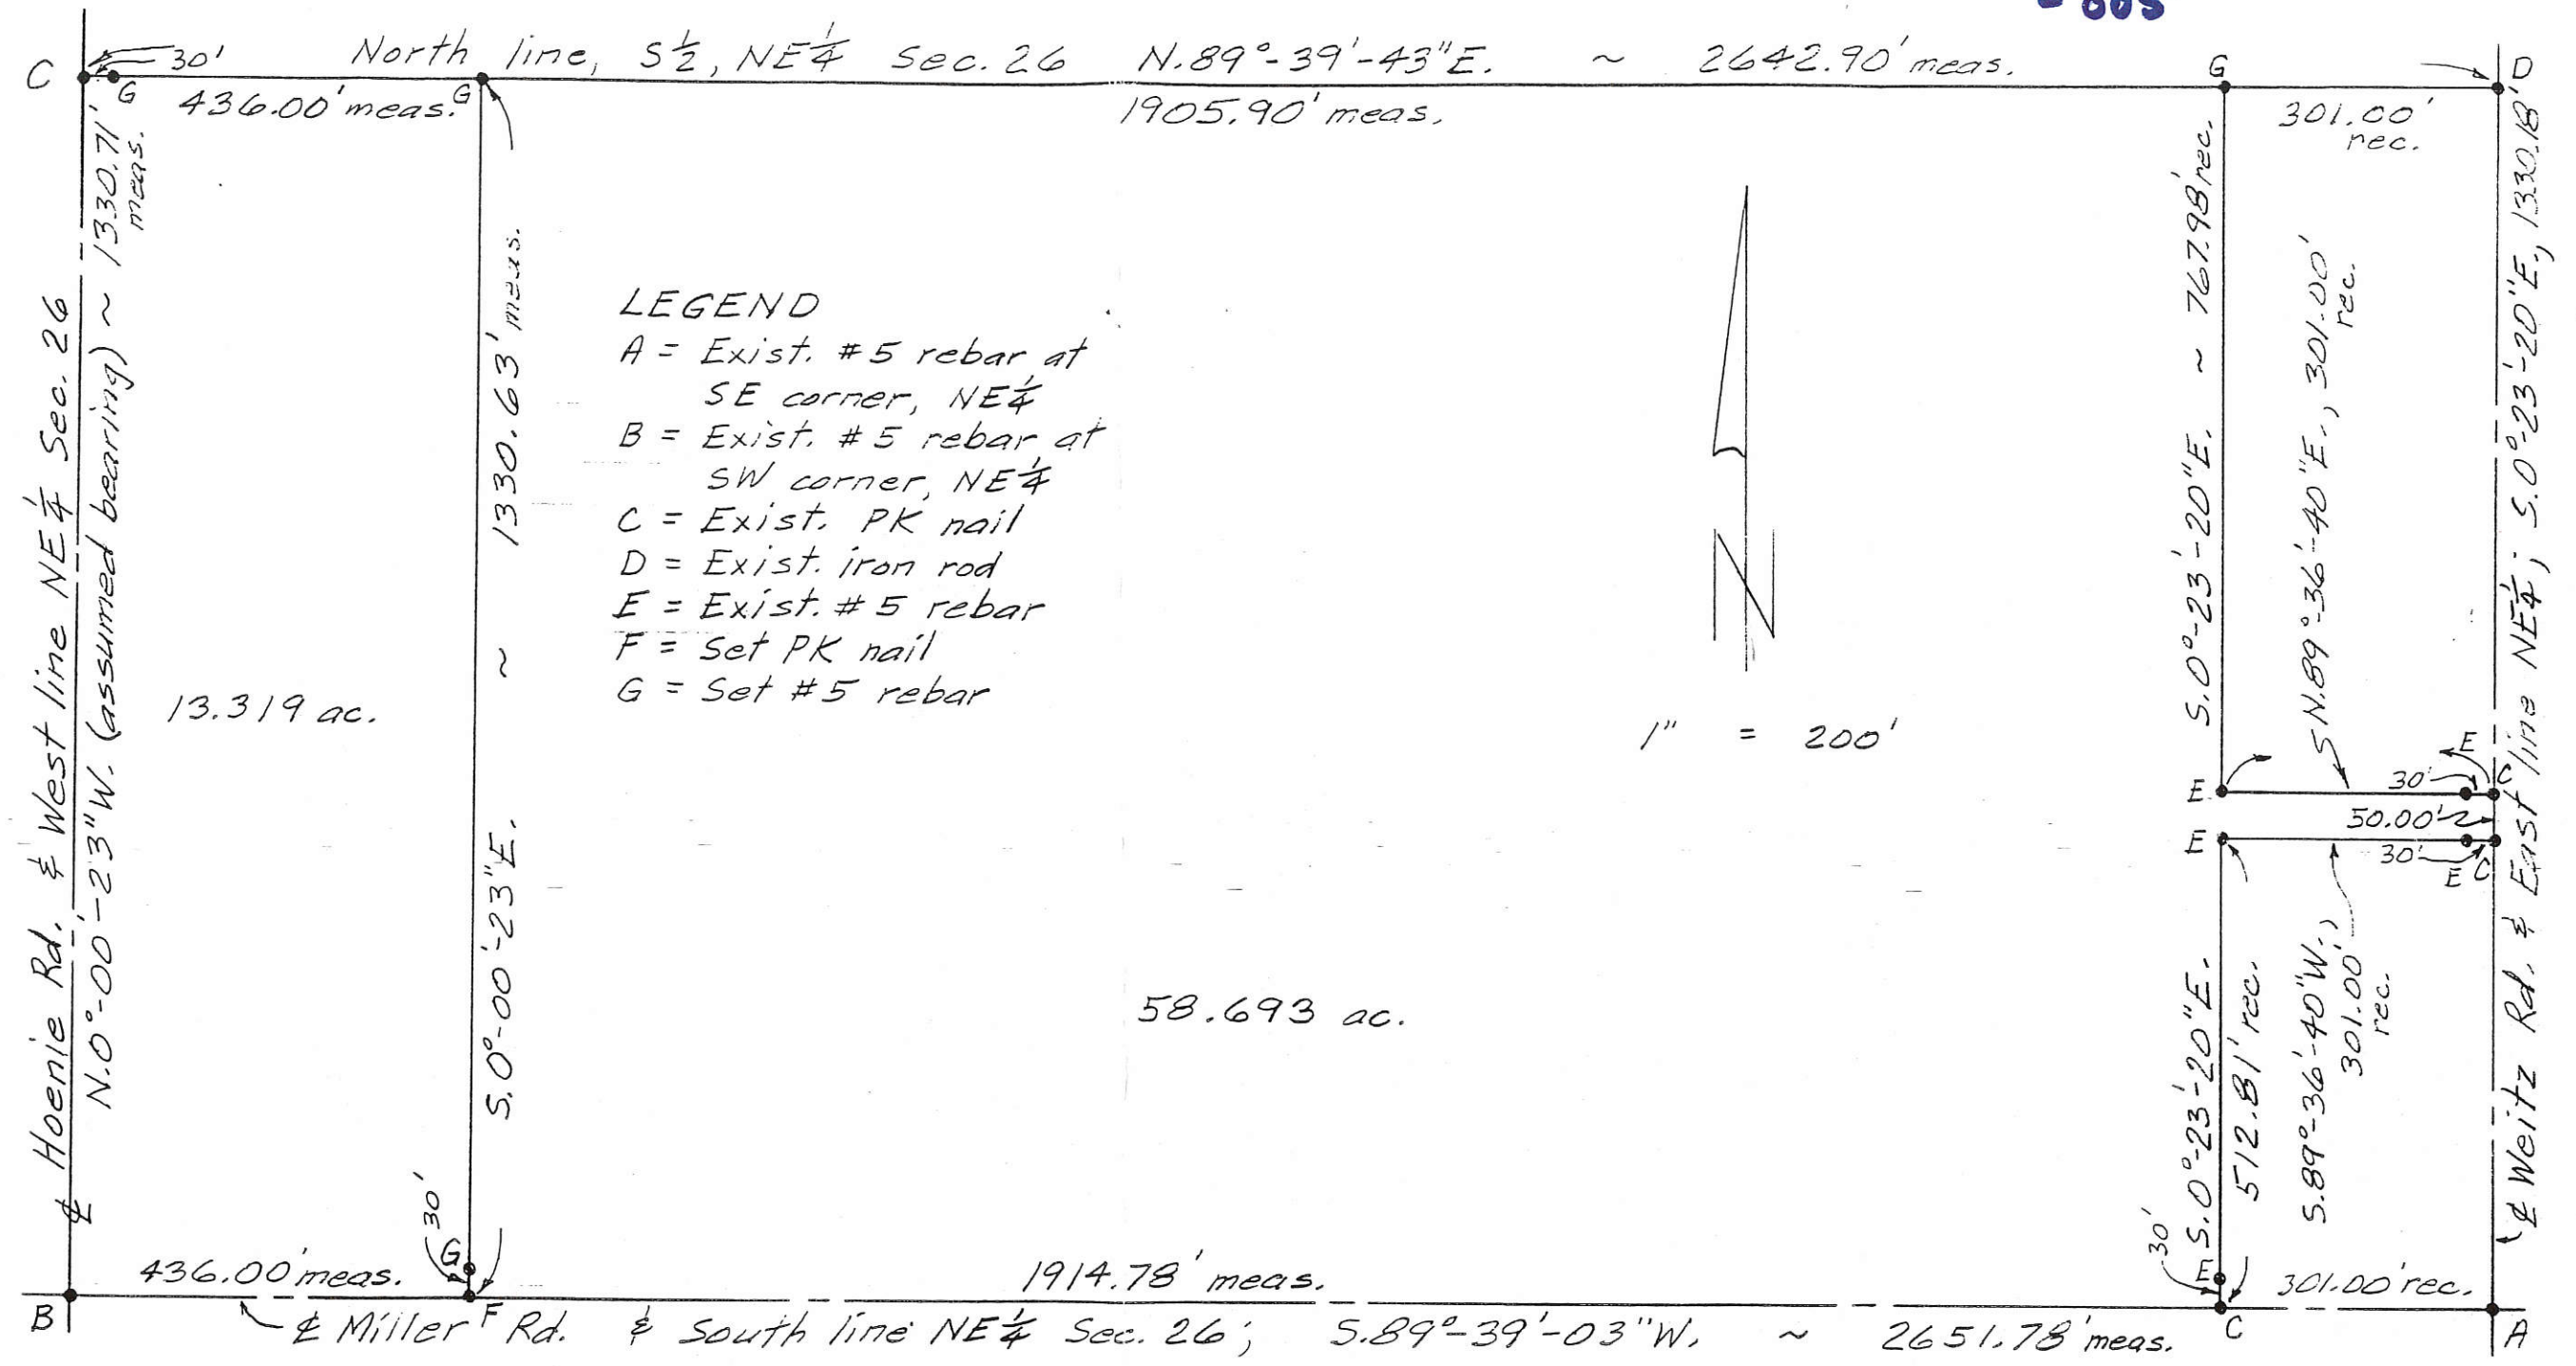 - 005
C
30'
North line, S½, NE¼ Sec. 26 N.89°-39'-43"E. ~ 2642.90' meas.
G
D
G
436.00' meas.
G
1905.90' meas.
301.00'
rec.
℄ Hoenie Rd. & West line NE¼ Sec. 26
N.0°-00'-23"W. (assumed bearing) ~ 1330.71'
meas.
13.319 ac.
S.0°-00'-23"E. ~ 1330.63' meas.
LEGEND
A = Exist. #5 rebar at
SE corner, NE¼
B = Exist. #5 rebar at
SW corner, NE¼
C = Exist. PK nail
D = Exist. iron rod
E = Exist. #5 rebar
F = Set PK nail
G = Set #5 rebar
N
1" = 200'
58.693 ac.
S.0°-23'-20"E. ~ 767.98' rec.
N.89°-36'-40"E., 301.00'
rec.
℄ Weitz Rd. & East line NE¼; S.0°-23'-20"E., 1330.18'
E
E
30'
C
50.00'
E
30'
E
C
S.0°-23'-20"E.
512.81' rec.
S.89°-36'-40"W.,
301.00'
rec.
30'
G
30'
E
436.00' meas.
1914.78' meas.
301.00' rec.
B
F
C
A
℄ Miller Rd. & South line NE¼ Sec. 26; S.89°-39'-03"W. ~ 2651.78' meas.